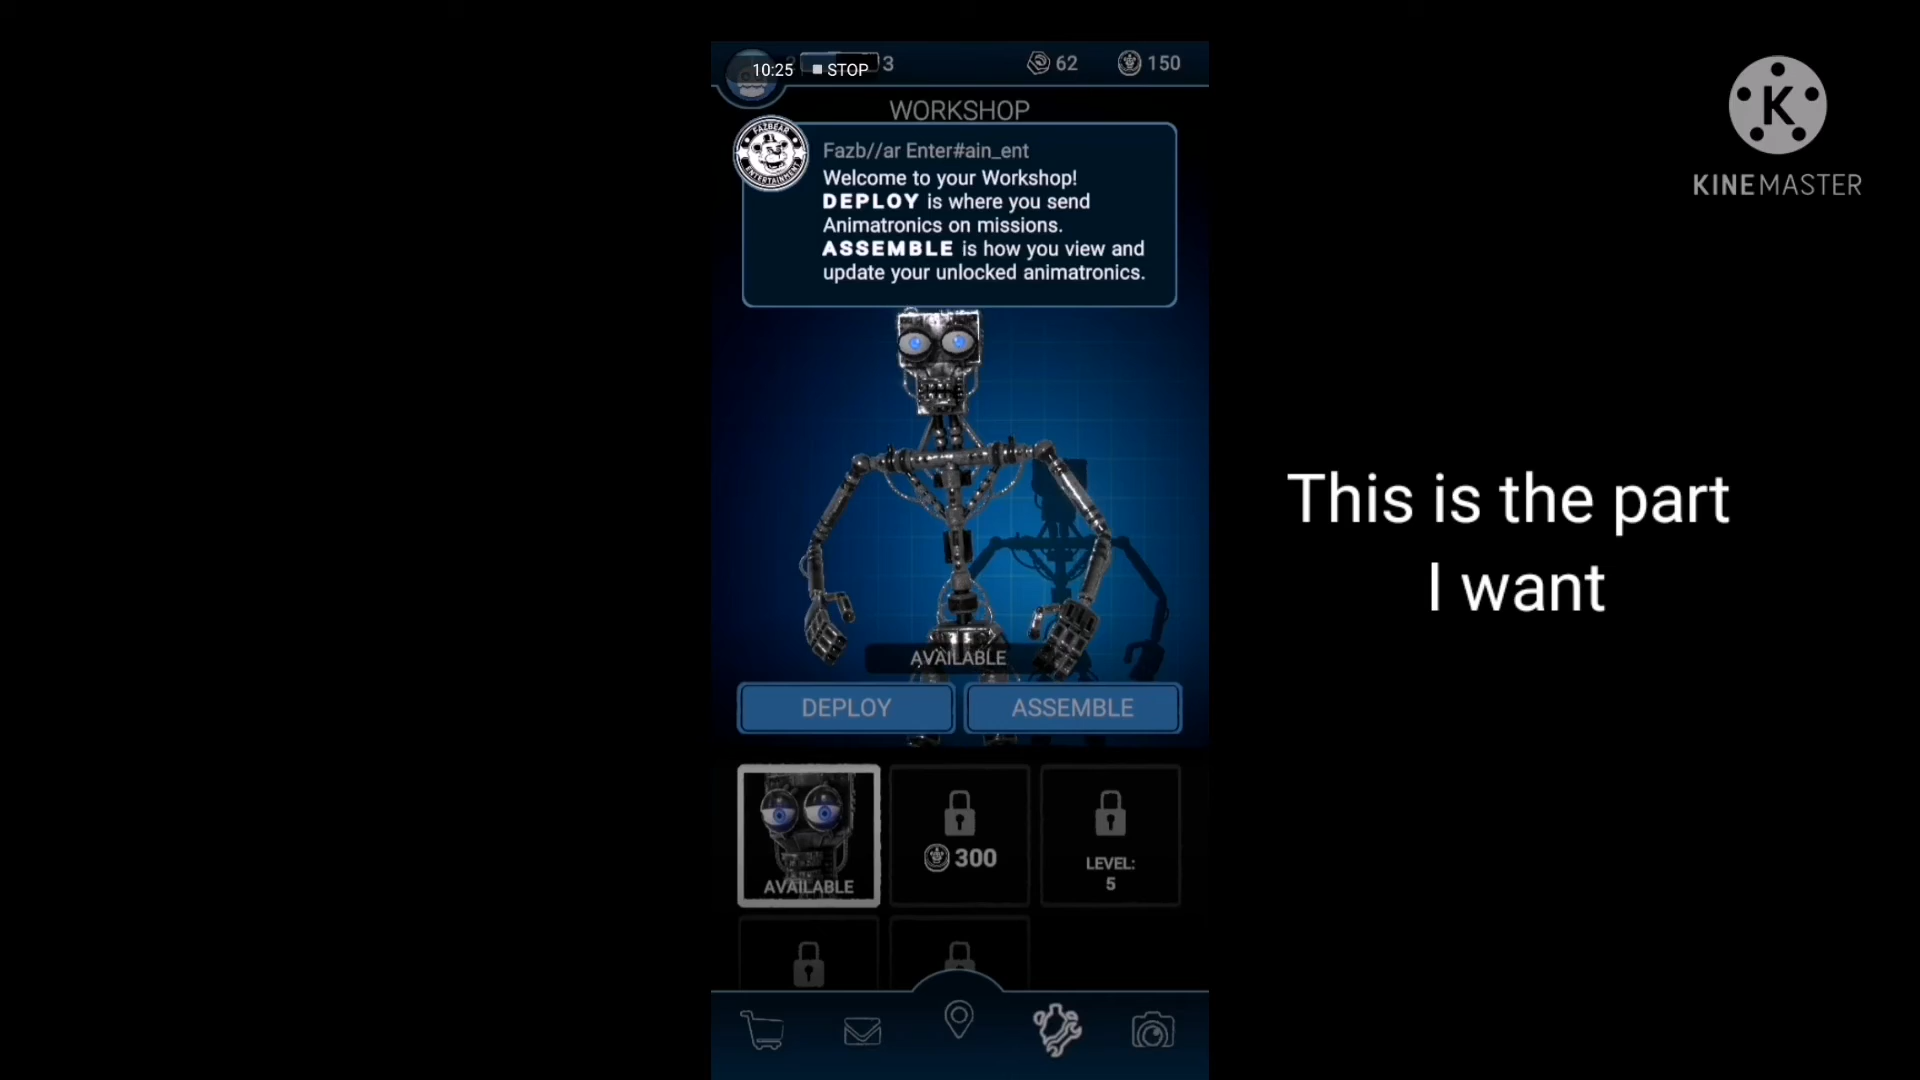 10:25 STOP 3 62 150
WORKSHOP
FAZBEAR
ENTERTAINMENT
Fazb//ar Enter#ain_ent
Welcome to your Workshop!
DEPLOY is where you send
Animatronics on missions.
ASSEMBLE is how you view and
update your unlocked animatronics.
AVAILABLE
DEPLOY ASSEMBLE
AVAILABLE
300
LEVEL:
5
K
KINEMASTER
This is the part
I want